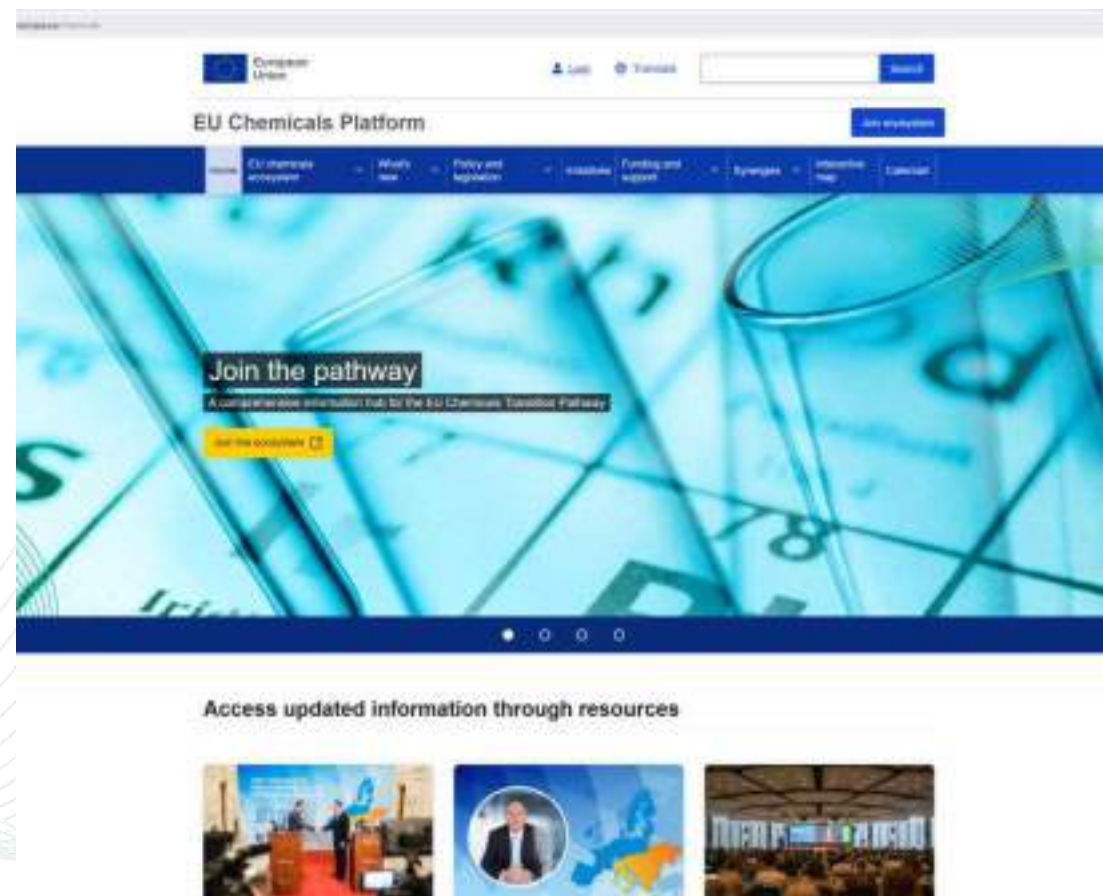 European
Union
Translate
Search
EU Chemicals Platform
Join ecosystem
Home
EU chemicals
ecosystem
What's
new
Policy and
legislation
Initiatives
Funding and
support
Synergies
Interactive
map
Calendar
Join the pathway
A comprehensive information hub for the EU Chemicals Transition Pathway
Join the ecosystem
78
Access updated information through resources